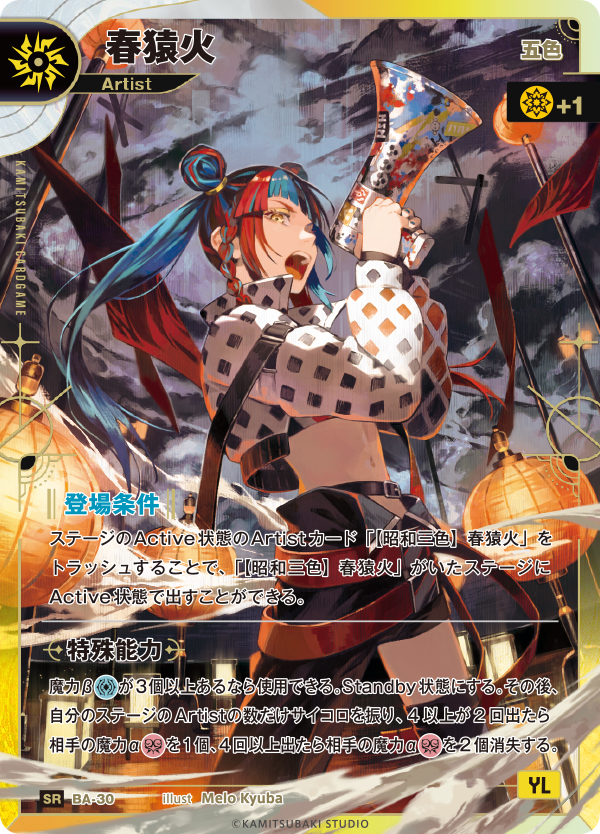 春猿火
五色
Artist
+1
KAMITSUBAKI CARDGAME
登場条件
ステージのActive状態のArtistカード「【昭和三色】春猿火」を
トラッシュすることで、「【昭和三色】春猿火」がいたステージに
Active状態で出すことができる。
特殊能力
魔力βが3個以上あるなら使用できる。Standby状態にする。その後、
自分のステージのArtistの数だけサイコロを振り、4以上が2回出たら
相手の魔力αを1個、4回以上出たら相手の魔力αを2個消失する。
YL
SR BA-30 illust Melo Kyuba
©KAMITSUBAKI STUDIO